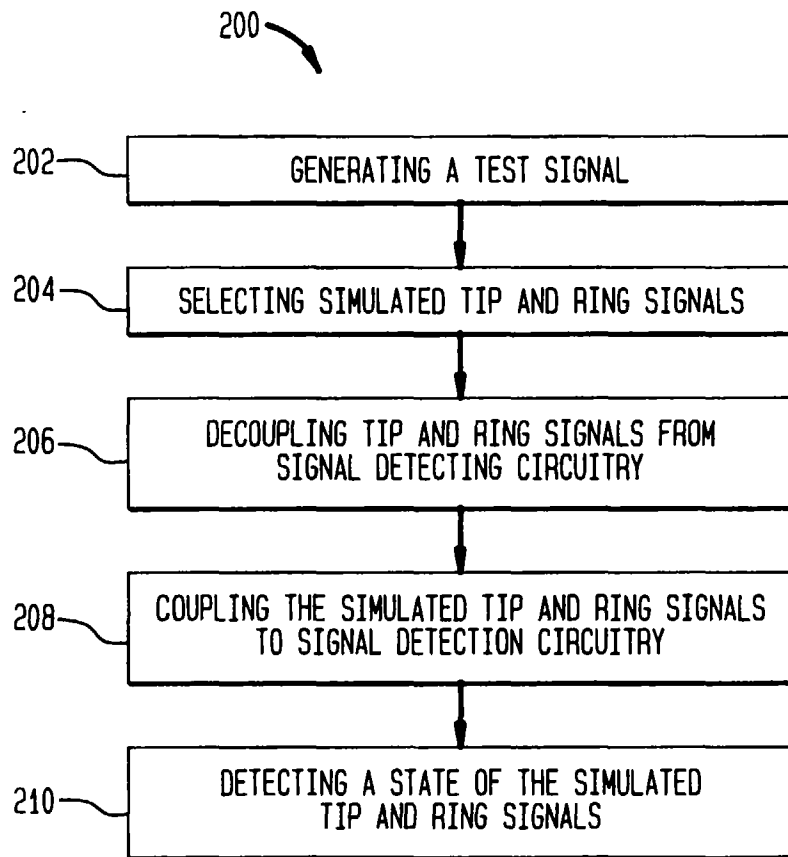 200
202
GENERATING A TEST SIGNAL
204
SELECTING SIMULATED TIP AND RING SIGNALS
206
DECOUPLING TIP AND RING SIGNALS FROM
SIGNAL DETECTING CIRCUITRY
208
COUPLING THE SIMULATED TIP AND RING SIGNALS
TO SIGNAL DETECTION CIRCUITRY
210
DETECTING A STATE OF THE SIMULATED
TIP AND RING SIGNALS